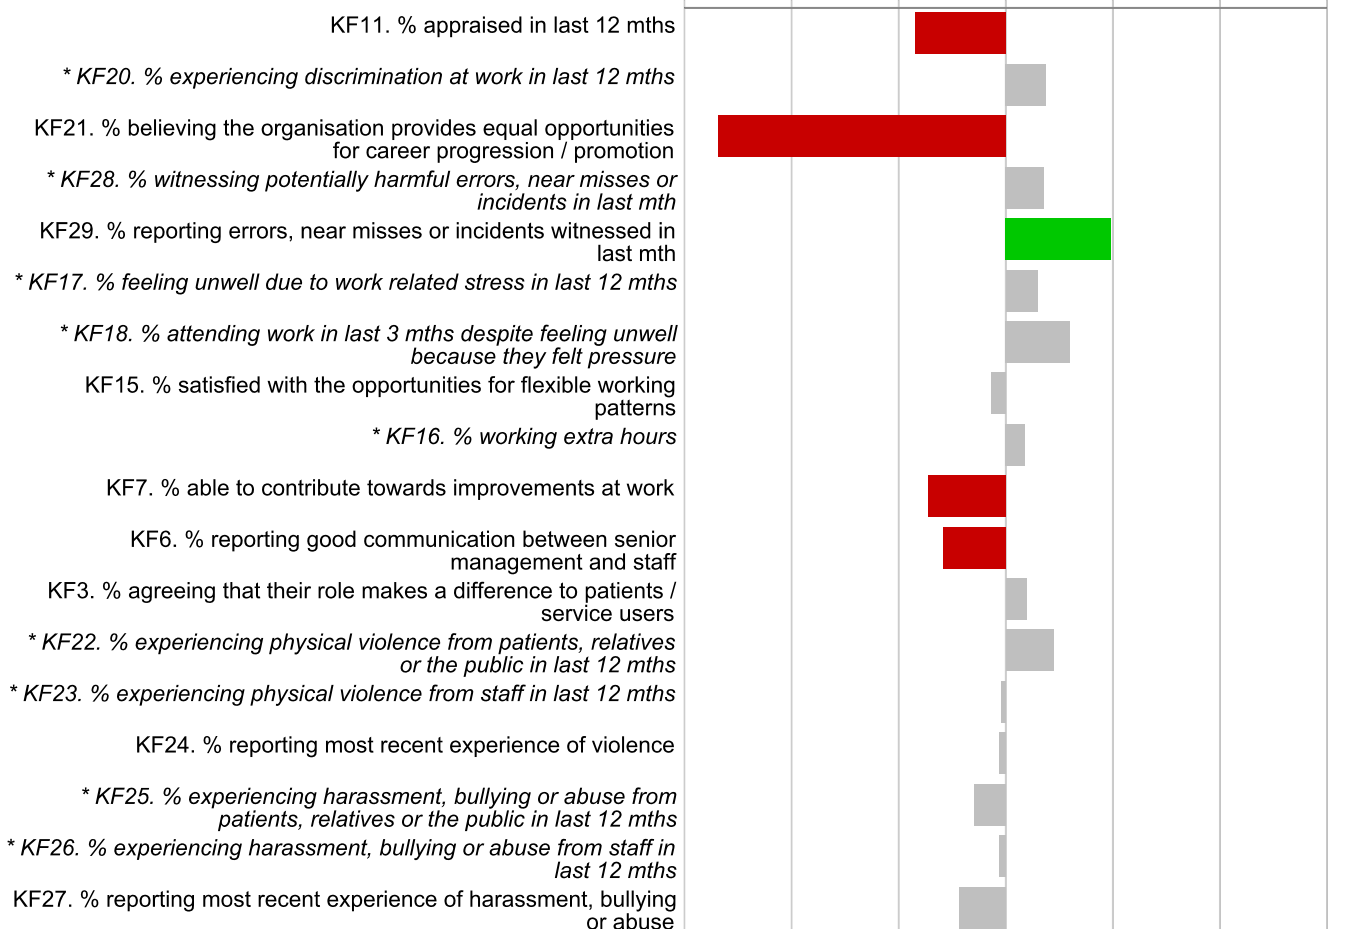 KF11. % appraised in last 12 mths
* KF20. % experiencing discrimination at work in last 12 mths
KF21. % believing the organisation provides equal opportunities
for career progression / promotion
* KF28. % witnessing potentially harmful errors, near misses or
incidents in last mth
KF29. % reporting errors, near misses or incidents witnessed in
last mth
* KF17. % feeling unwell due to work related stress in last 12 mths
* KF18. % attending work in last 3 mths despite feeling unwell
because they felt pressure
KF15. % satisfied with the opportunities for flexible working
patterns
* KF16. % working extra hours
KF7. % able to contribute towards improvements at work
KF6. % reporting good communication between senior
management and staff
KF3. % agreeing that their role makes a difference to patients /
service users
* KF22. % experiencing physical violence from patients, relatives
or the public in last 12 mths
* KF23. % experiencing physical violence from staff in last 12 mths
KF24. % reporting most recent experience of violence
* KF25. % experiencing harassment, bullying or abuse from
patients, relatives or the public in last 12 mths
* KF26. % experiencing harassment, bullying or abuse from staff in
last 12 mths
KF27. % reporting most recent experience of harassment, bullying
or abuse